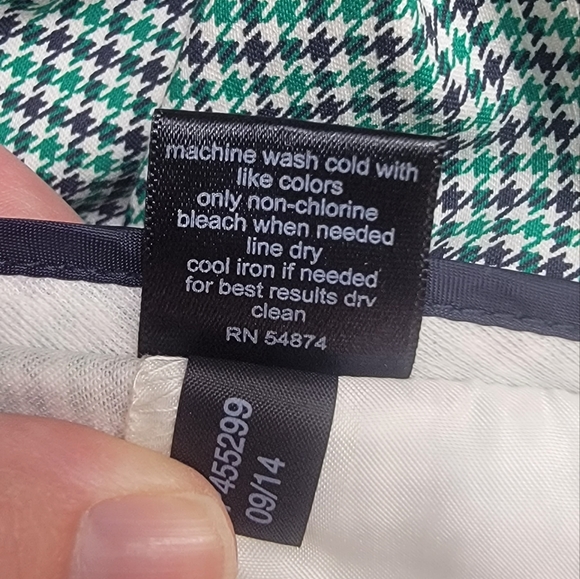 machine wash cold with
like colors
only non-chlorine
bleach when needed
line dry
cool iron if needed
for best results dry
clean
RN 54874
455299
09/14